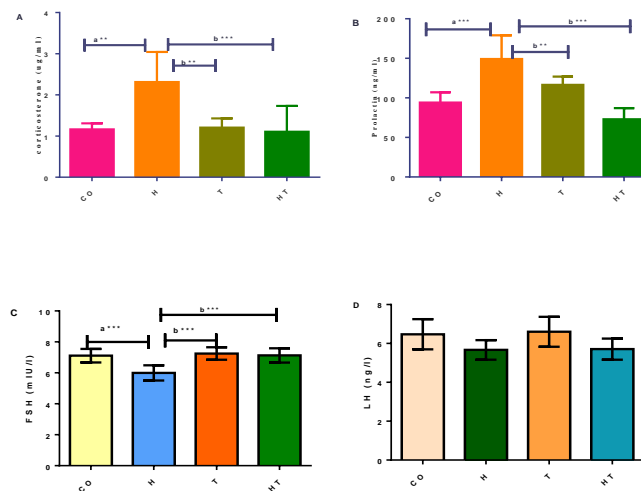 A
corticosterone (ug/ml)
4
3
2
1
0
a **
b ***
b **
CO
H
T
HT
B
Prolactin (ng/ml)
200
150
100
50
0
a ***
b ***
b **
CO
H
T
HT
C
FSH (mIU/l)
10
8
6
4
2
0
a ***
b ***
b ***
CO
H
T
HT
D
LH (ng/l)
8
6
4
2
0
CO
H
T
HT